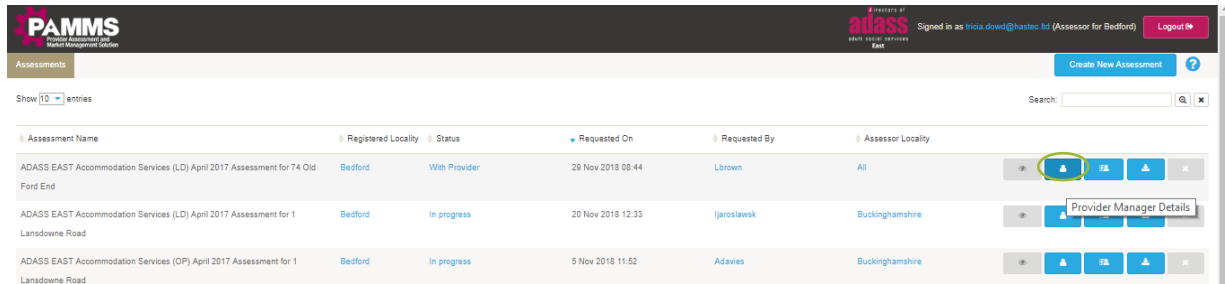 PAMMS
Provider Assessment and
Market Management Solution
directors of
adass
adult social services
East
Signed in as tricia.dowd@hastec.ltd (Assessor for Bedford)
Logout
Assessments
Create New Assessment
?
Show 10 entries
Search:
Assessment Name Registered Locality Status Requested On Requested By Assessor Locality
ADASS EAST Accommodation Services (LD) April 2017 Assessment for 74 Old Bedford With Provider 29 Nov 2018 08:44 Lbrown All
Ford End
Provider Manager Details
ADASS EAST Accommodation Services (LD) April 2017 Assessment for 1 Bedford In progress 20 Nov 2018 12:33 Ijaroslawsk Buckinghamshire
Lansdowne Road
ADASS EAST Accommodation Services (OP) April 2017 Assessment for 1 Bedford In progress 5 Nov 2018 11:52 Adavies Buckinghamshire
Lansdowne Road